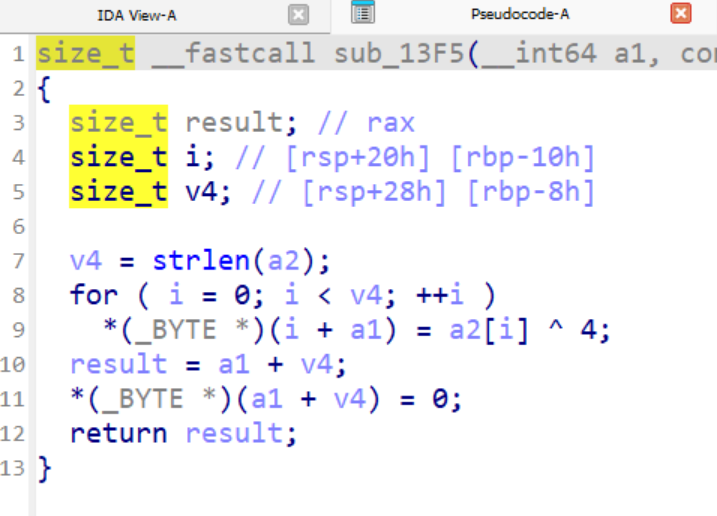 IDA View-A Pseudocode-A
1 size_t __fastcall sub_13F5(__int64 a1, co
2 {
3 size_t result; // rax
4 size_t i; // [rsp+20h] [rbp-10h]
5 size_t v4; // [rsp+28h] [rbp-8h]
6
7 v4 = strlen(a2);
8 for ( i = 0; i < v4; ++i )
9 *(_BYTE *)(i + a1) = a2[i] ^ 4;
10 result = a1 + v4;
11 *(_BYTE *)(a1 + v4) = 0;
12 return result;
13 }